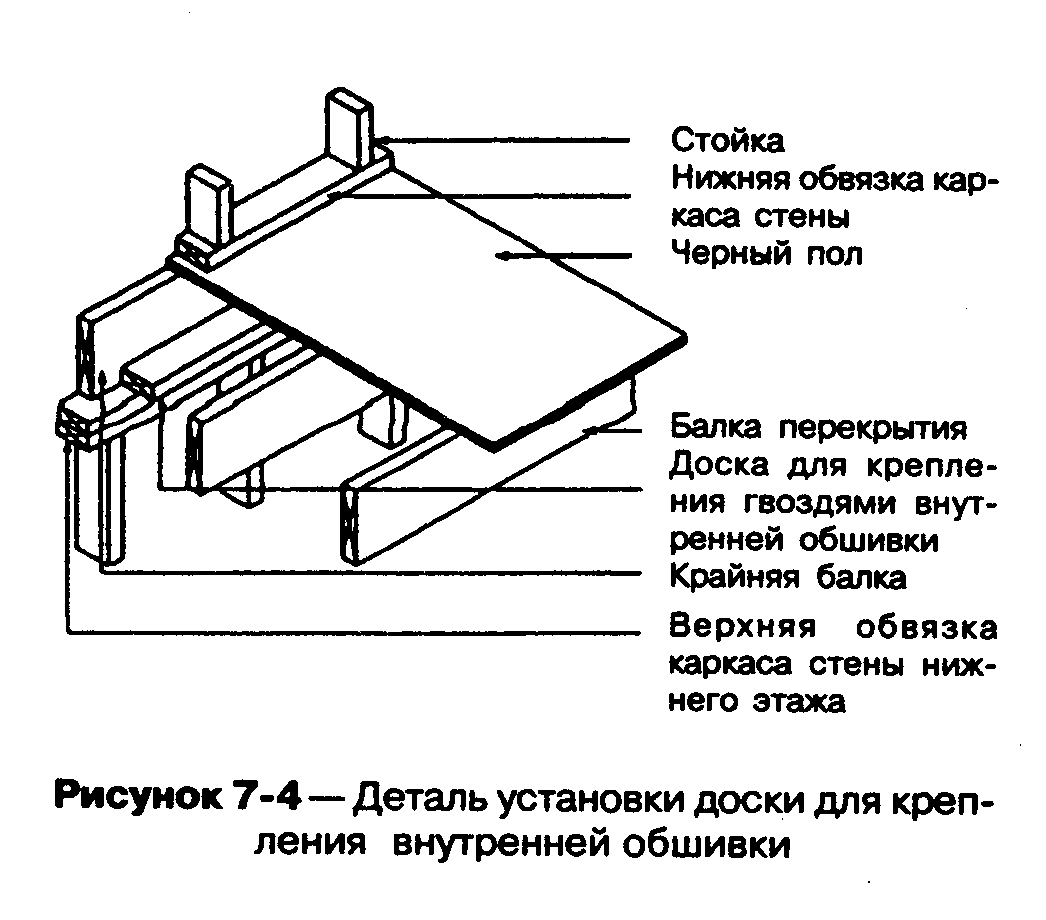 Стойка
Нижняя обвязка кар-
каса стены
Черный пол
Балка перекрытия
Доска для крепле-
ния гвоздями внут-
ренней обшивки
Крайняя балка
Верхняя обвязка
каркаса стены ниж-
него этажа
Рисунок 7-4 — Деталь установки доски для креп-
ления внутренней обшивки